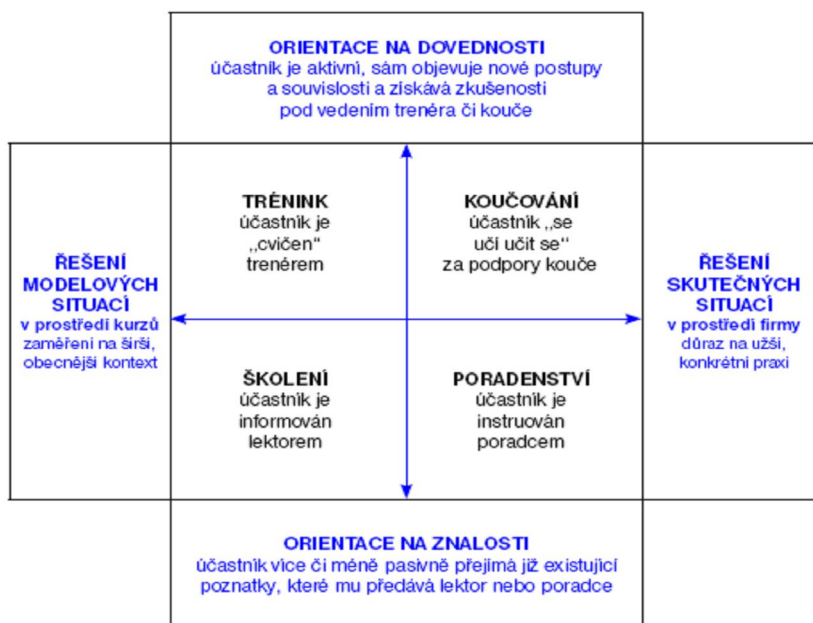 ORIENTACE NA DOVEDNOSTI
účastník je aktivní, sám objevuje nové postupy
a souvislosti a získává zkušenosti
pod vedením trenéra či kouče
TRÉNINK
účastník je
„cvičen“
trenérem
KOUČOVÁNÍ
účastník „se
učí učit se“
za podpory kouče
ŘEŠENÍ
MODELOVÝCH
SITUACÍ
v prostředí kurzů
zaměření na širší,
obecnější kontext
ŘEŠENÍ
SKUTEČNÝCH
SITUACÍ
v prostředí firmy
důraz na užší,
konkrétní praxi
ŠKOLENÍ
účastník je
informován
lektorem
PORADENSTVÍ
účastník je
instruován
poradcem
ORIENTACE NA ZNALOSTI
účastník více či méně pasivně přejímá již existující
poznatky, které mu předává lektor nebo poradce